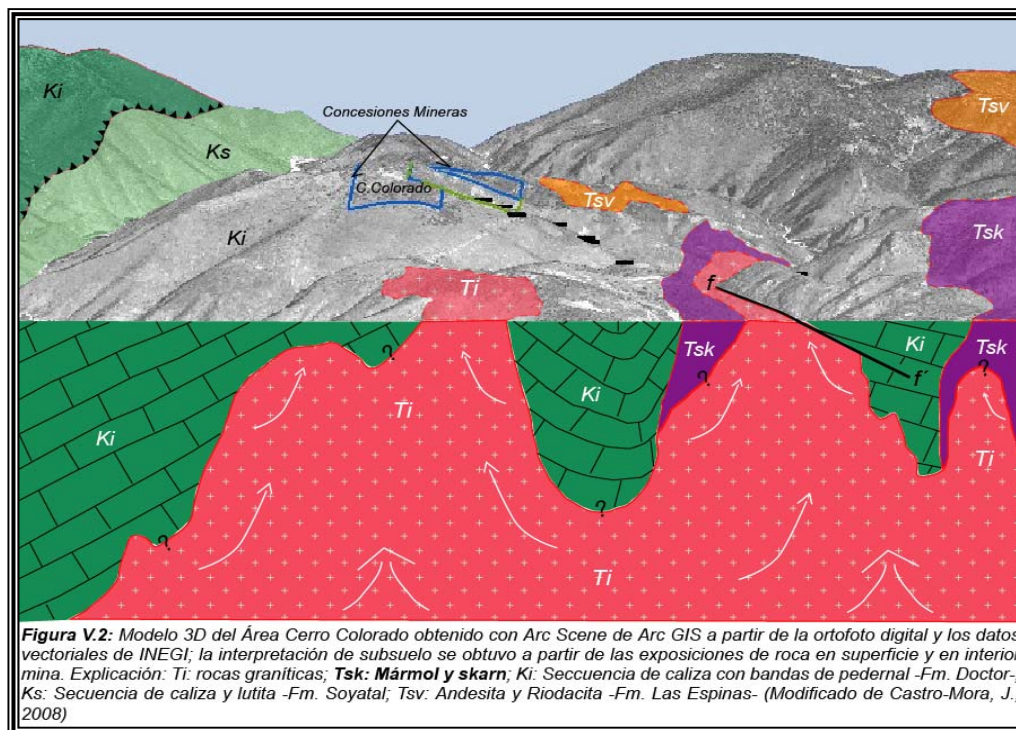 Ki
Concesiones Mineras
Tsv
Ks
C.Colorado
Tsv
Ki
Tsk
f
Ti
Ki
Tsk
Tsk
?
?
?
f´
Ki
Ti
Ki
Ti
?
?
Ti
Figura V.2: Modelo 3D del Área Cerro Colorado obtenido con Arc Scene de Arc GIS a partir de la ortofoto digital y los datos
vectoriales de INEGI; la interpretación de subsuelo se obtuvo a partir de las exposiciones de roca en superficie y en interior
mina. Explicación: Ti: rocas graníticas; Tsk: Mármol y skarn; Ki: Seccuencia de caliza con bandas de pedernal -Fm. Doctor-;
Ks: Secuencia de caliza y lutita -Fm. Soyatal; Tsv: Andesita y Riodacita -Fm. Las Espinas- (Modificado de Castro-Mora, J.,
2008)